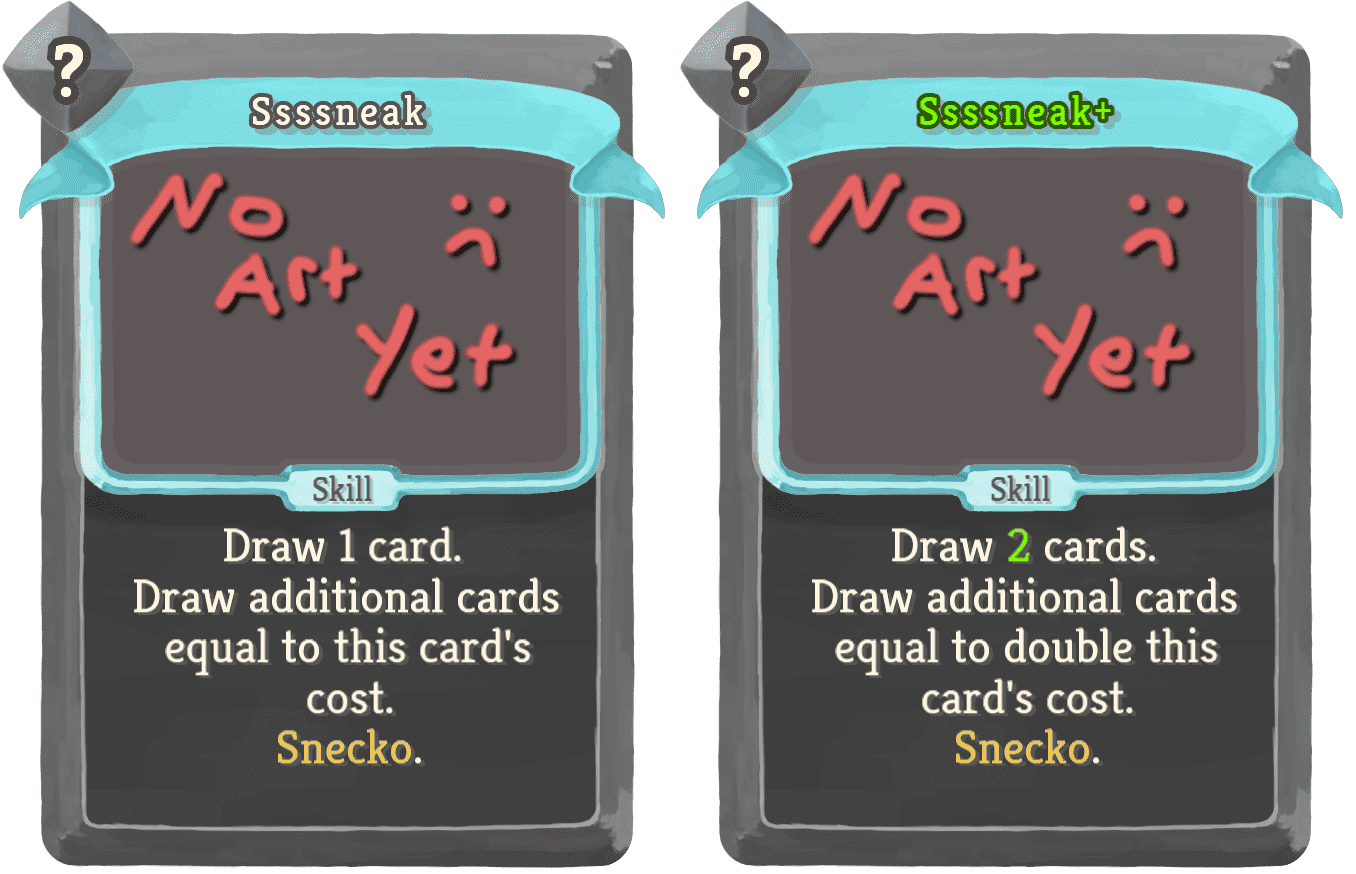 ?
Ssssneak
No
Art
Yet
Skill
Draw 1 card.
Draw additional cards
equal to this card's
cost.
Snecko.
?
Ssssneak+
No
Art
Yet
Skill
Draw 2 cards.
Draw additional cards
equal to double this
card's cost.
Snecko.